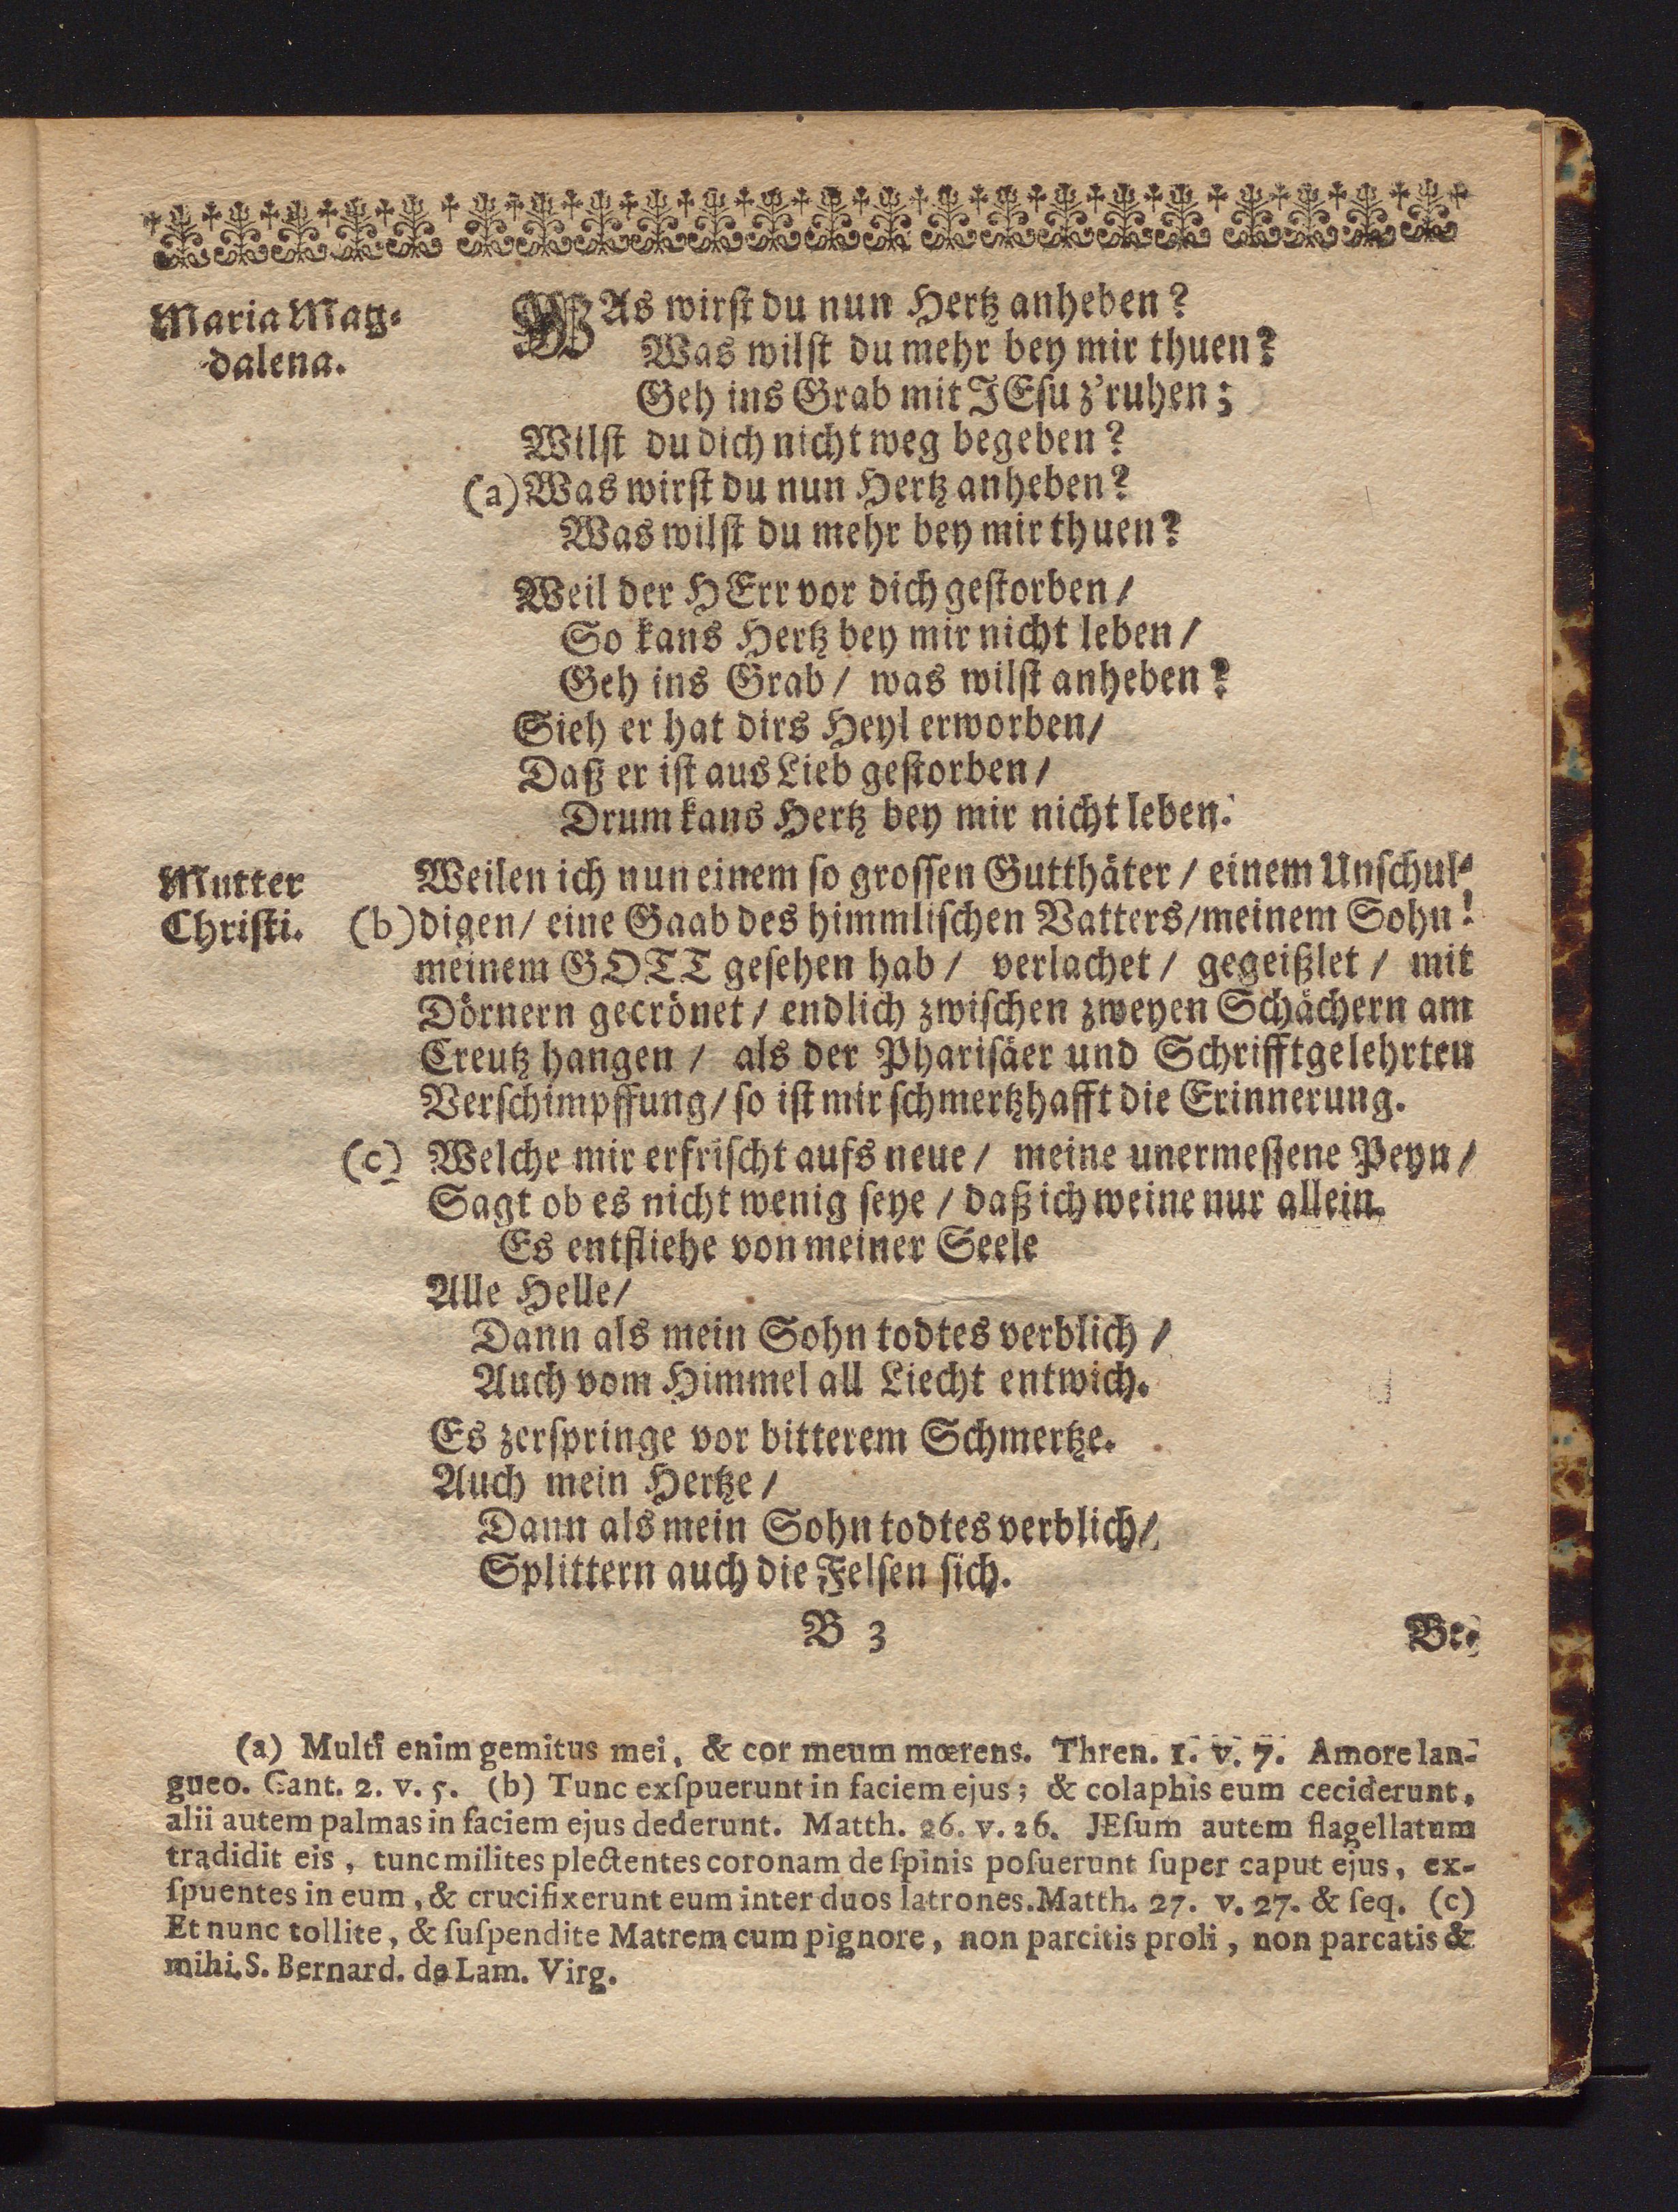 Maria Mag-
dalena.
WAs wirſt du nun Hertz anheben?
Was wilſt du mehr bey mir thuen?
Geh ins Grab mit JEſu z'ruhen;
Wilſt du dich nicht weg begeben?
(a) Was wirſt du nun Hertz anheben?
Was wilſt du mehr bey mir thuen?
Weil der HErr vor dich geſtorben /
So kans Hertz bey mir nicht leben /
Geh ins Grab / was wilſt anheben?
Sieh er hat dirs Heyl erworben /
Daß er iſt aus Lieb geſtorben /
Drum kans Hertz bey mir nicht leben.
Mutter
Chriſti.
Weilen ich nun einem ſo groſſen Gutthäter / einem Unſchul-
(b) digen / eine Gaab des himmliſchen Vatters / meinem Sohn!
meinem GOTT geſehen hab / verlachet / gegeißlet / mit
Dörnern gecrönet / endlich zwiſchen zweyen Schächern am
Creutz hangen / als der Phariſäer und Schrifftgelehrten
Verſchimpffung / ſo iſt mir ſchmertzhafft die Erinnerung.
(c) Welche mir erfriſcht aufs neue / meine unermeſſene Peyn /
Sagt ob es nicht wenig ſeye / daß ich weine nur allein.
Es entfliehe von meiner Seele
Alle Helle /
Dann als mein Sohn todtes verblich /
Auch vom Himmel all Liecht entwich.
Es zerſpringe vor bitterem Schmertze.
Auch mein Hertze /
Dann als mein Sohn todtes verblich /
Splittern auch die Felſen ſich.
B 3
Be-
(a) Multi enim gemitus mei, & cor meum mœrens. Thren. 1. v. 7. Amore lan-
gueo. Cant. 2. v. 5. (b) Tunc exſpuerunt in faciem ejus; & colaphis eum ceciderunt,
alii autem palmas in faciem ejus dederunt. Matth. 26. v. 26. JEſum autem flagellatum
tradidit eis, tunc milites plectentes coronam de ſpinis poſuerunt ſuper caput ejus, ex-
ſpuentes in eum, & crucifixerunt eum inter duos latrones. Matth. 27. v. 27. & ſeq. (c)
Et nunc tollite, & ſuſpendite Matrem cum pignore, non parcitis proli, non parcatis &
mihi. S. Bernard. de Lam. Virg.